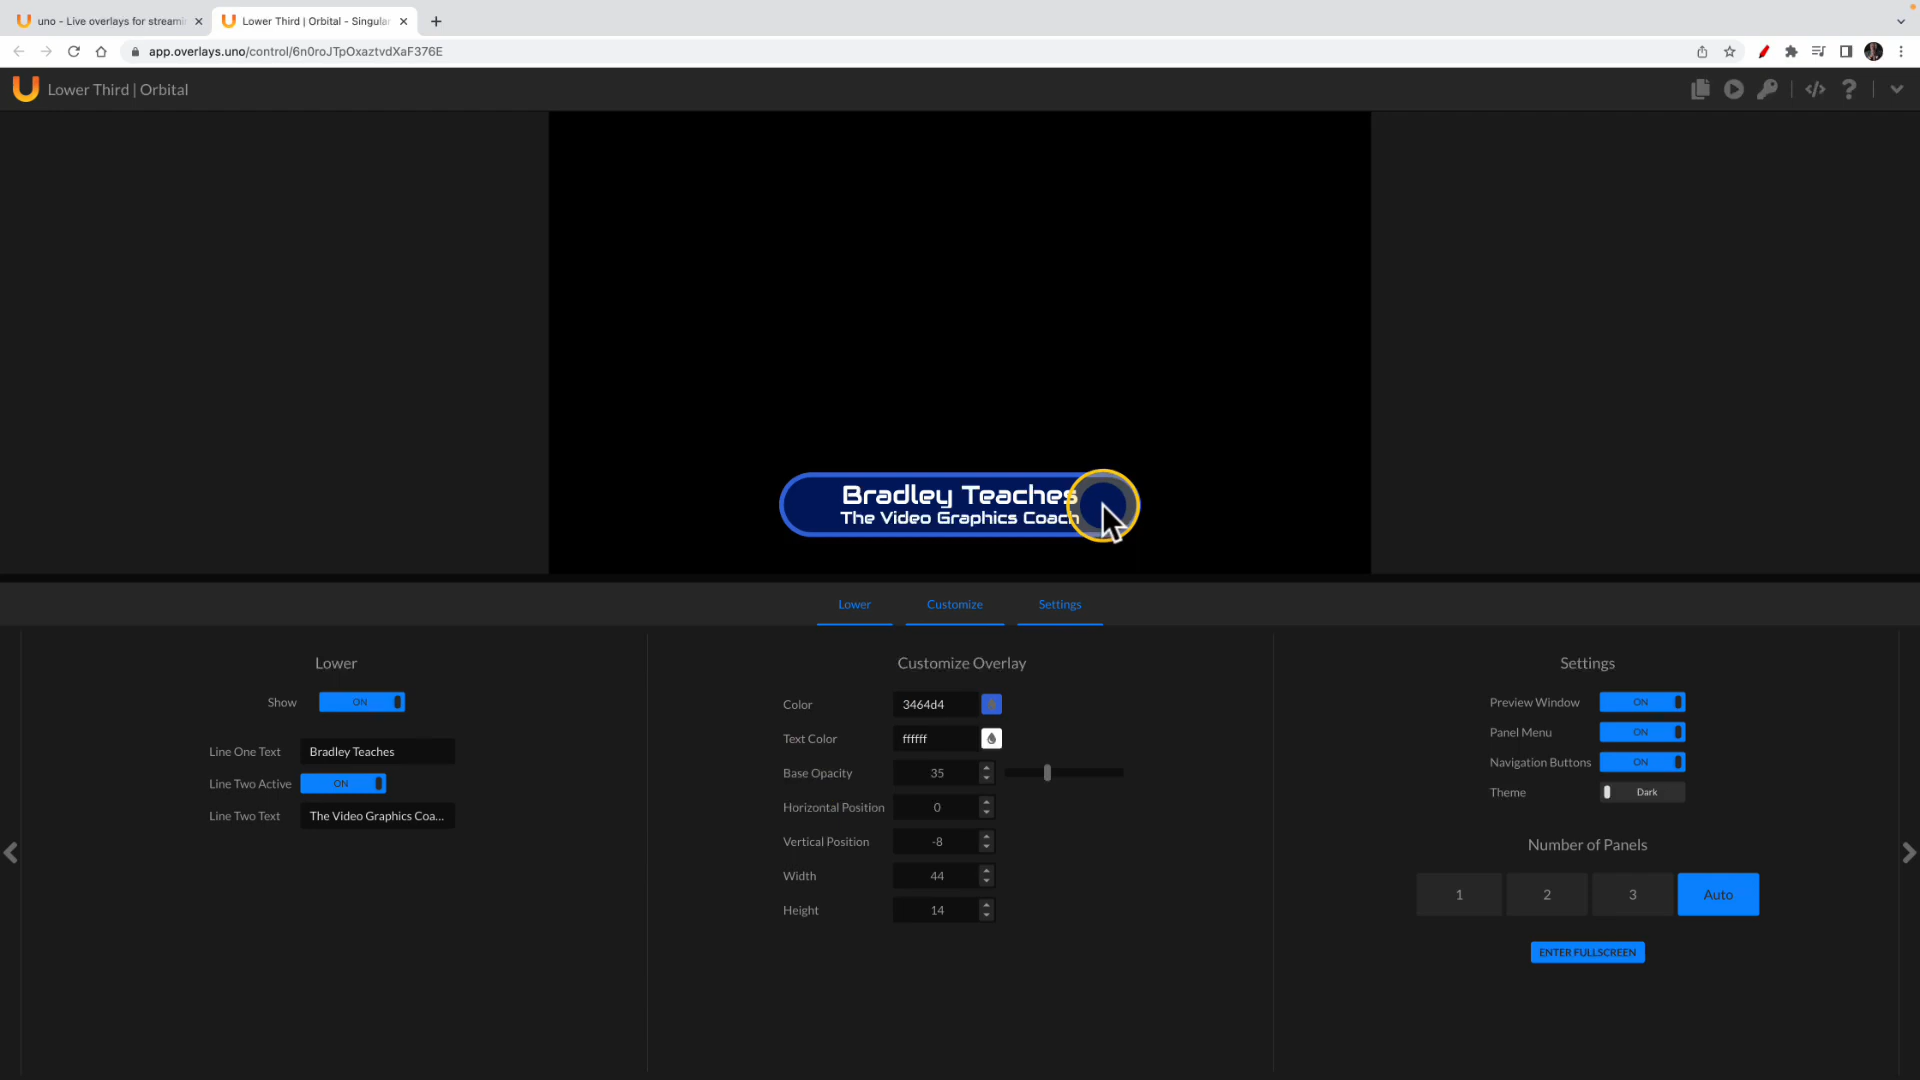 uno - Live overlays for streami
Lower Third | Orbital - Singula
app.overlays.uno/control/6n0roJTpOxaztvdXaF376E
Lower Third | Orbital
Bradley Teaches
The Video Graphics Coach
Lower
Customize
Settings
Lower
Show
ON
Line One Text
Bradley Teaches
Line Two Active
ON
Line Two Text
The Video Graphics Coa...
Customize Overlay
Color
3464d4
Text Color
ffffff
Base Opacity
35
Horizontal Position
0
Vertical Position
-8
Width
44
Height
14
Settings
Preview Window
ON
Panel Menu
ON
Navigation Buttons
ON
Theme
Dark
Number of Panels
1
2
3
Auto
ENTER FULLSCREEN